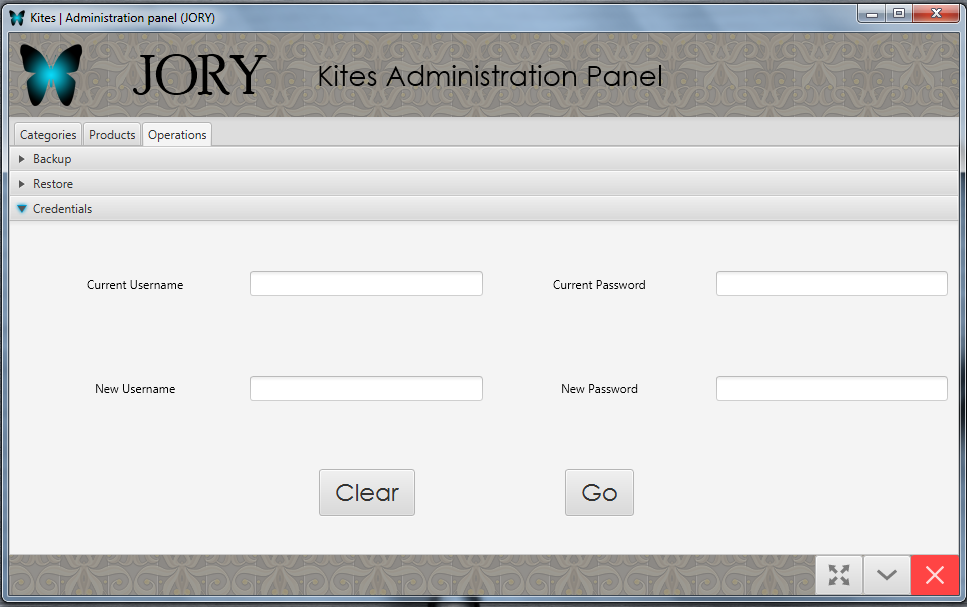 Kites | Administration panel (JORY)
JORY Kites Administration Panel
Categories Products Operations
Backup
Restore
Credentials
Current Username Current Password
New Username New Password
Clear Go